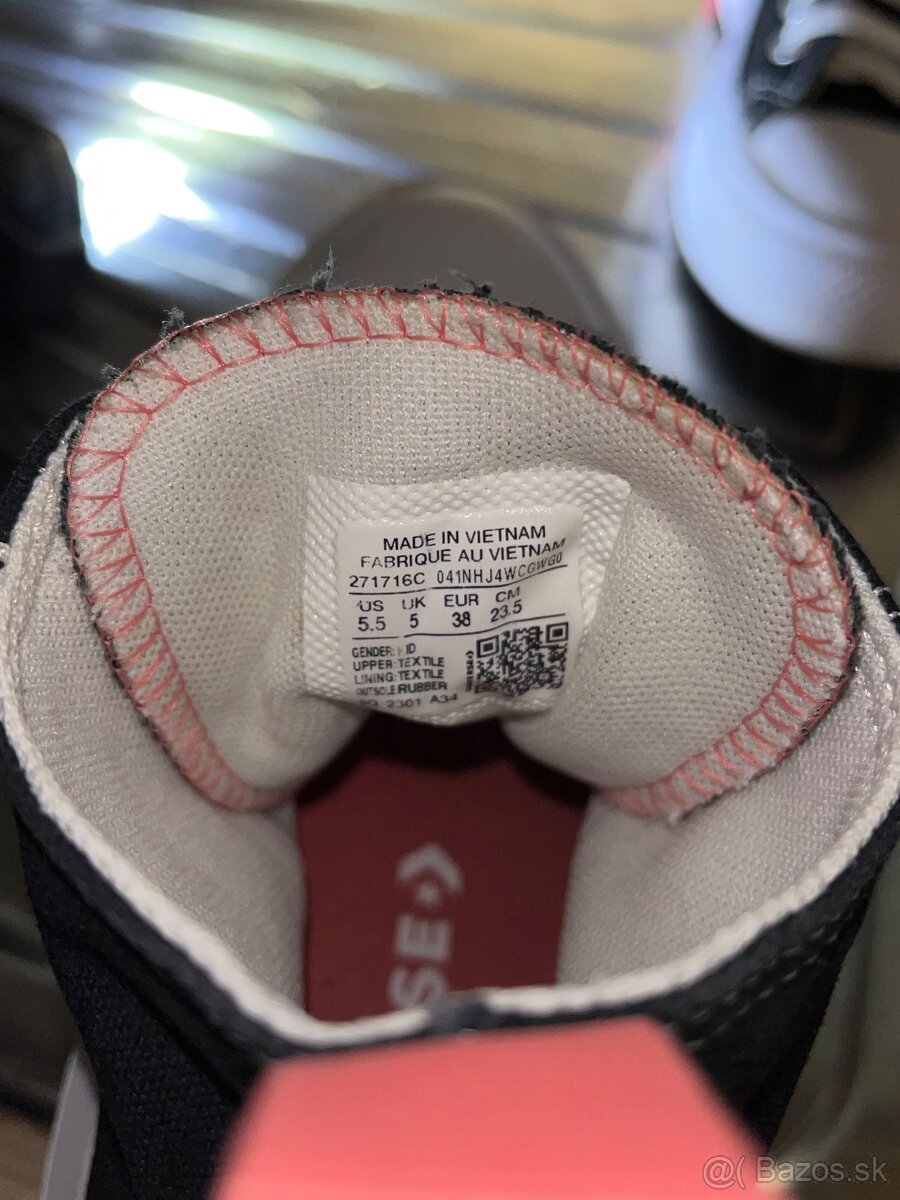 MADE IN VIETNAM
FABRIQUE AU VIETNAM
271716C 041NHJ4WCGWG0
US UK EUR CM
5.5 5 38 23.5
GENDER: KID
UPPER: TEXTILE
LINING: TEXTILE
OUTSOLE RUBBER
2301 A34
SE
@( Bazos.sk